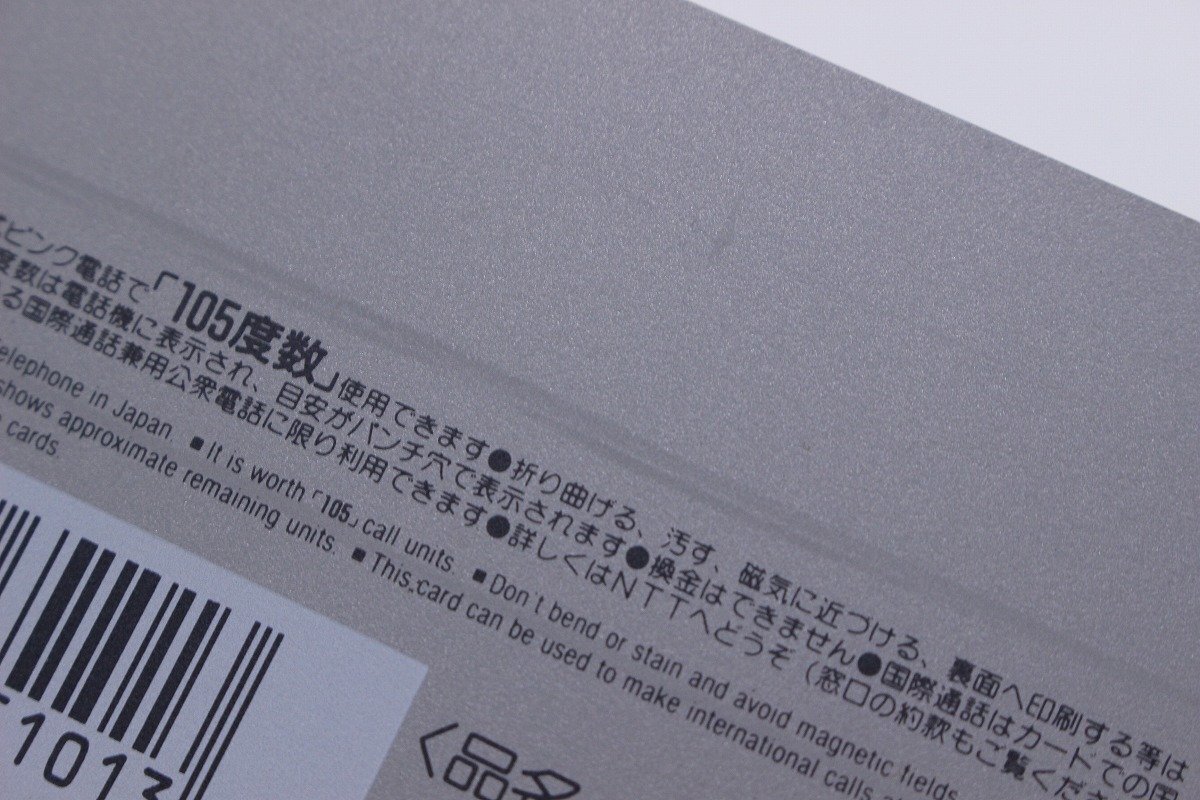 ピンク電話で「105度数」使用できます●折り曲げる、汚す、磁気に近づける、裏面へ印刷する等は
度数は電話機に表示され、目安がパンチ穴で表示されます●換金はできません●国際通話はカードでの国
る国際通話兼用公衆電話に限り利用できます●詳しくはNTTへどうぞ（窓口の約款もご覧くださ
elephone in Japan. ■It is worth「105」call units. ■Don't bend or stain and avoid magnetic fields.
shows approximate remaining units. ■This card can be used to make international calls
cards.
1013
〈品名